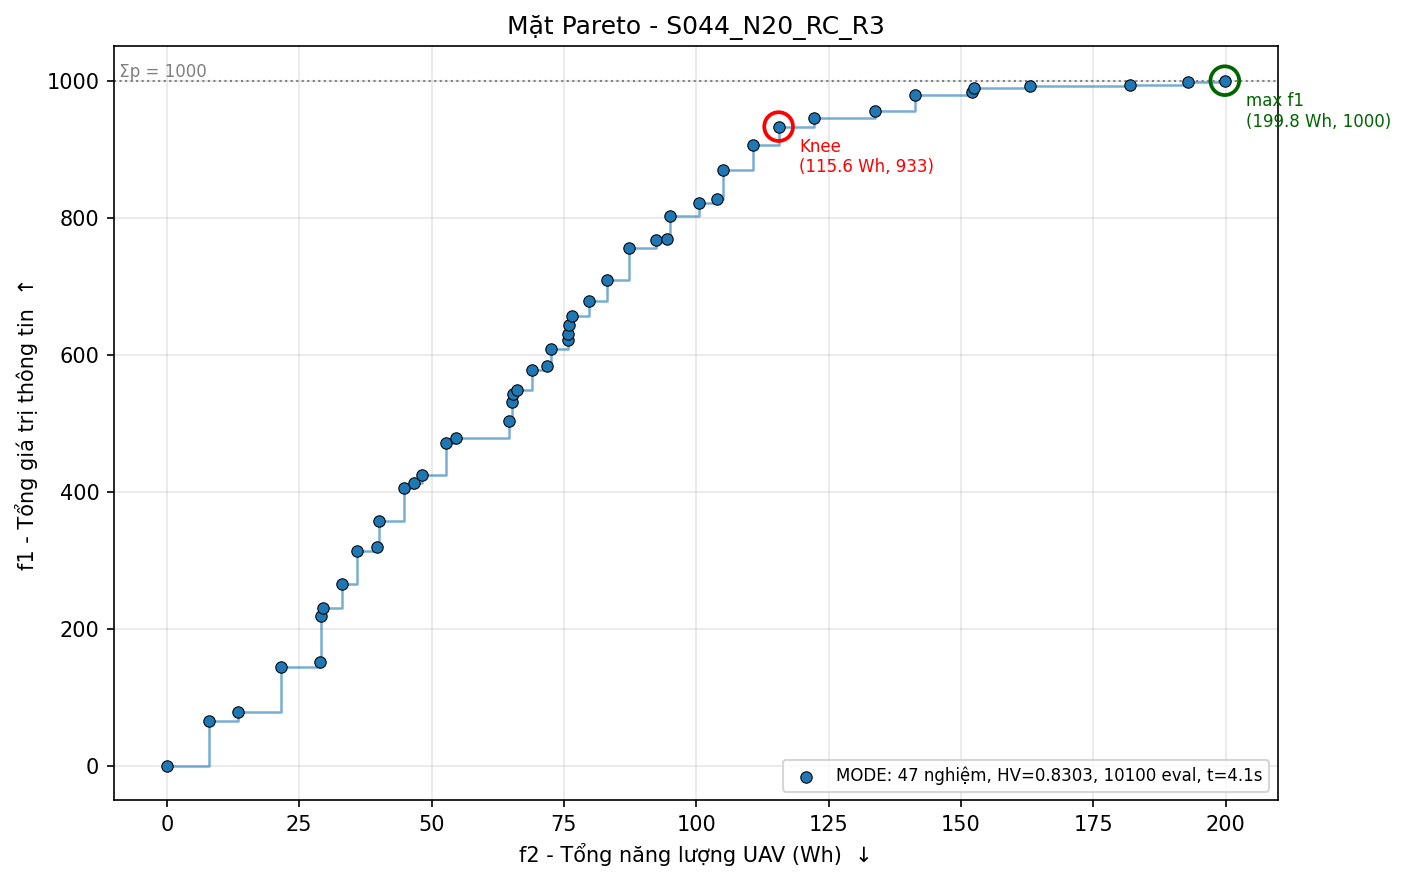 Mặt Pareto - S044_N20_RC_R3
Σp = 1000
max f1
(199.8 Wh, 1000)
Knee
(115.6 Wh, 933)
f1 - Tổng giá trị thông tin ↑
1000
800
600
400
200
0
MODE: 47 nghiệm, HV=0.8303, 10100 eval, t=4.1s
0 25 50 75 100 125 150 175 200
f2 - Tổng năng lượng UAV (Wh) ↓